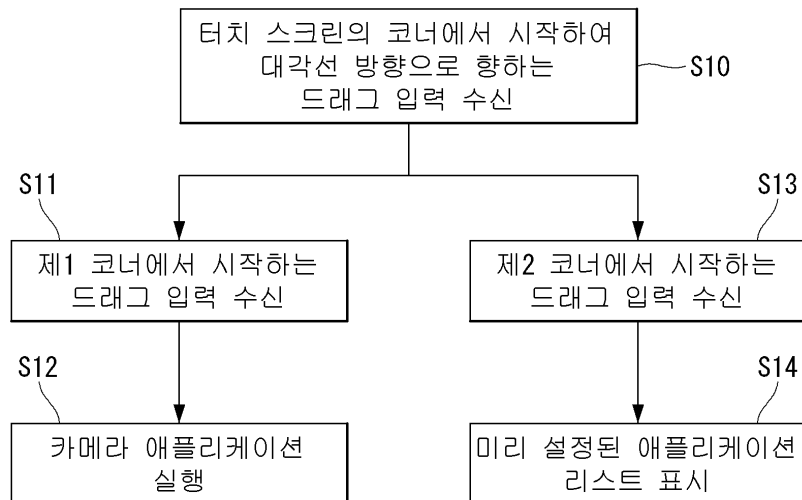 터치 스크린의 코너에서 시작하여
대각선 방향으로 향하는
드래그 입력 수신
S10
S11
제1 코너에서 시작하는
드래그 입력 수신
S13
제2 코너에서 시작하는
드래그 입력 수신
S12
카메라 애플리케이션
실행
S14
미리 설정된 애플리케이션
리스트 표시